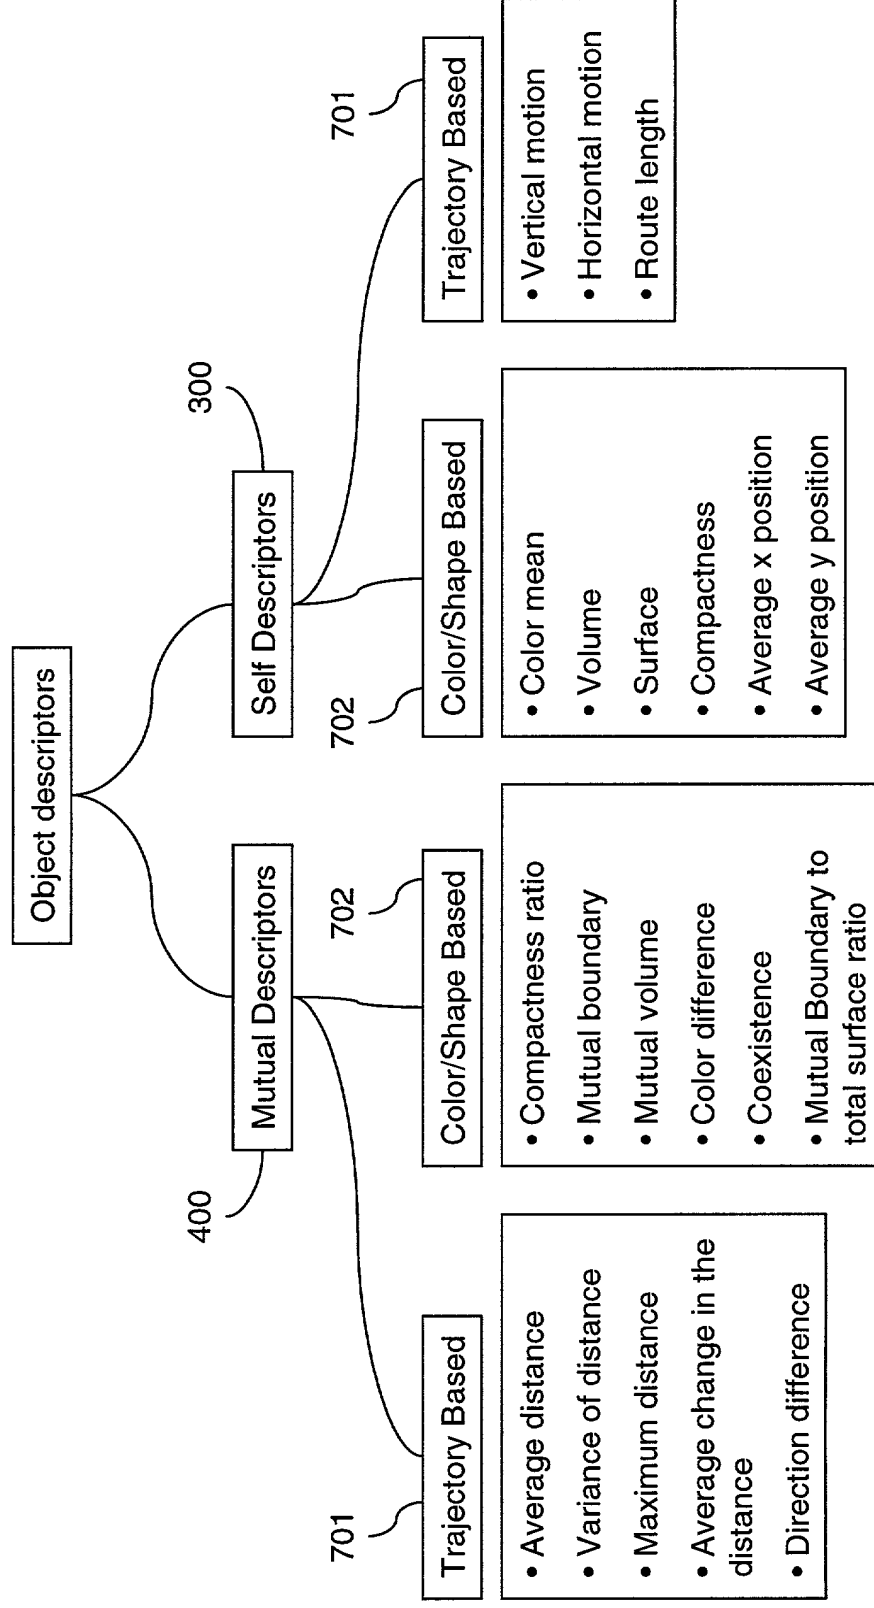 Object descriptors
400
Mutual Descriptors
Self Descriptors
300
701
Trajectory Based
Color/Shape Based
702
702
Color/Shape Based
Trajectory Based
701
• Average distance
• Variance of distance
• Maximum distance
• Average change in the
distance
• Direction difference
• Compactness ratio
• Mutual boundary
• Mutual volume
• Color difference
• Coexistence
• Mutual Boundary to
total surface ratio
• Color mean
• Volume
• Surface
• Compactness
• Average x position
• Average y position
• Vertical motion
• Horizontal motion
• Route length